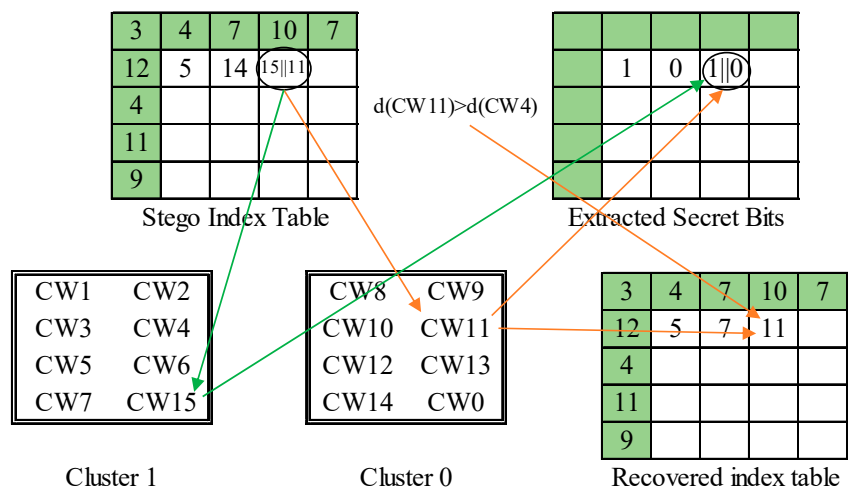 3 4 7 10 7
12 5 14 15||11
4
11
9
Stego Index Table
d(CW11)>d(CW4)
1 0 1||0
Extracted Secret Bits
CW1 CW2
CW3 CW4
CW5 CW6
CW7 CW15
Cluster 1
CW8 CW9
CW10 CW11
CW12 CW13
CW14 CW0
Cluster 0
3 4 7 10 7
12 5 7 11
4
11
9
Recovered index table